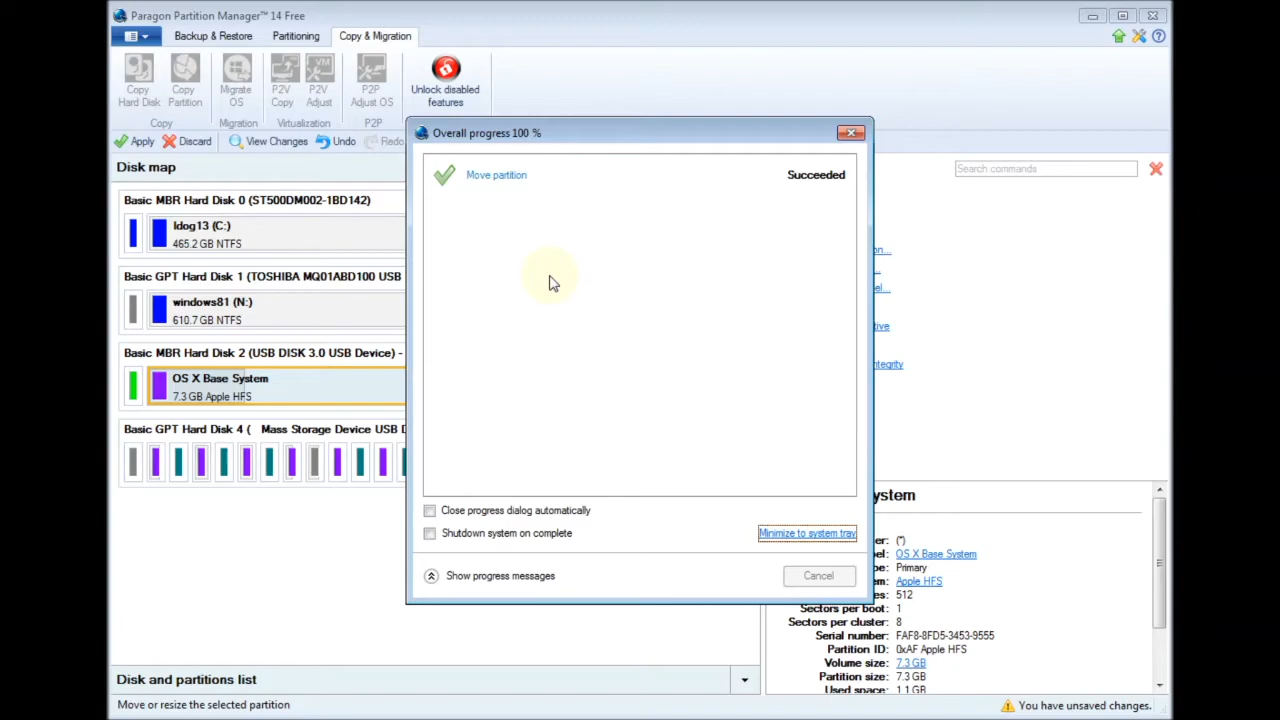 Paragon Partition Manager™ 14 Free
Backup & Restore
Partitioning
Copy & Migration
Copy
Hard Disk
Copy
Partition
Migrate
OS
P2V
Copy
P2V
Adjust
P2P
Adjust OS
Unlock disabled
features
Copy
Migration
Virtualization
P2P
Apply
Discard
View Changes
Undo
Redo
Disk map
Search commands
Basic MBR Hard Disk 0 (ST500DM002-1BD142)
ldog13 (C:)
465.2 GB NTFS
Basic GPT Hard Disk 1 (TOSHIBA MQ01ABD100 USB
windows81 (N:)
610.7 GB NTFS
Basic MBR Hard Disk 2 (USB DISK 3.0 USB Device) -
OS X Base System
7.3 GB Apple HFS
Basic GPT Hard Disk 4 ( Mass Storage Device USB D
Overall progress 100 %
Move partition
Succeeded
Close progress dialog automatically
Shutdown system on complete
Minimize to system tray
Show progress messages
Cancel
on...
...
el...
tive
ntegrity
ystem
er: (*)
el: OS X Base System
pe: Primary
m: Apple HFS
es: 512
Sectors per boot: 1
Sectors per cluster: 8
Serial number: FAF8-8FD5-3453-9555
Partition ID: 0xAF Apple HFS
Volume size: 7.3 GB
Partition size: 7.3 GB
Used space: 1.1 GB
Disk and partitions list
Move or resize the selected partition
You have unsaved changes.